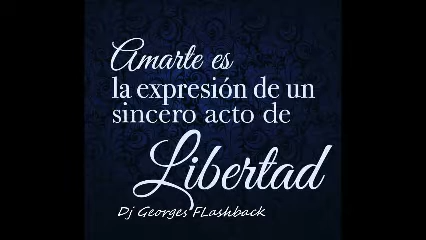 Amarte es
la expresión de un
sincero acto de
Libertad
Dj Georges FLashback